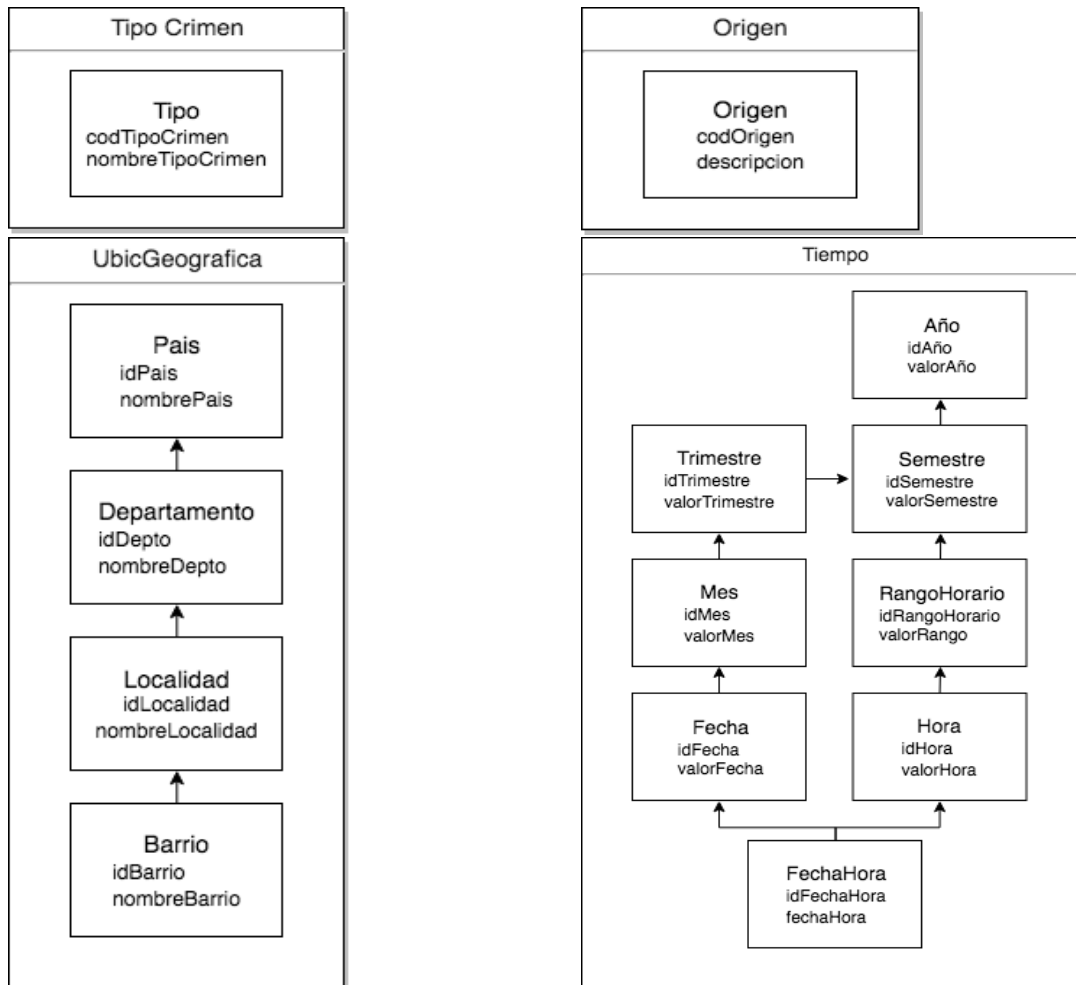 Tipo Crimen
Tipo
codTipoCrimen
nombreTipoCrimen
Origen
Origen
codOrigen
descripcion
UbicGeografica
Pais
idPais
nombrePais
Departamento
idDepto
nombreDepto
Localidad
idLocalidad
nombreLocalidad
Barrio
idBarrio
nombreBarrio
Tiempo
Año
idAño
valorAño
Trimestre
idTrimestre
valorTrimestre
Semestre
idSemestre
valorSemestre
Mes
idMes
valorMes
RangoHorario
idRangoHorario
valorRango
Fecha
idFecha
valorFecha
Hora
idHora
valorHora
FechaHora
idFechaHora
fechaHora